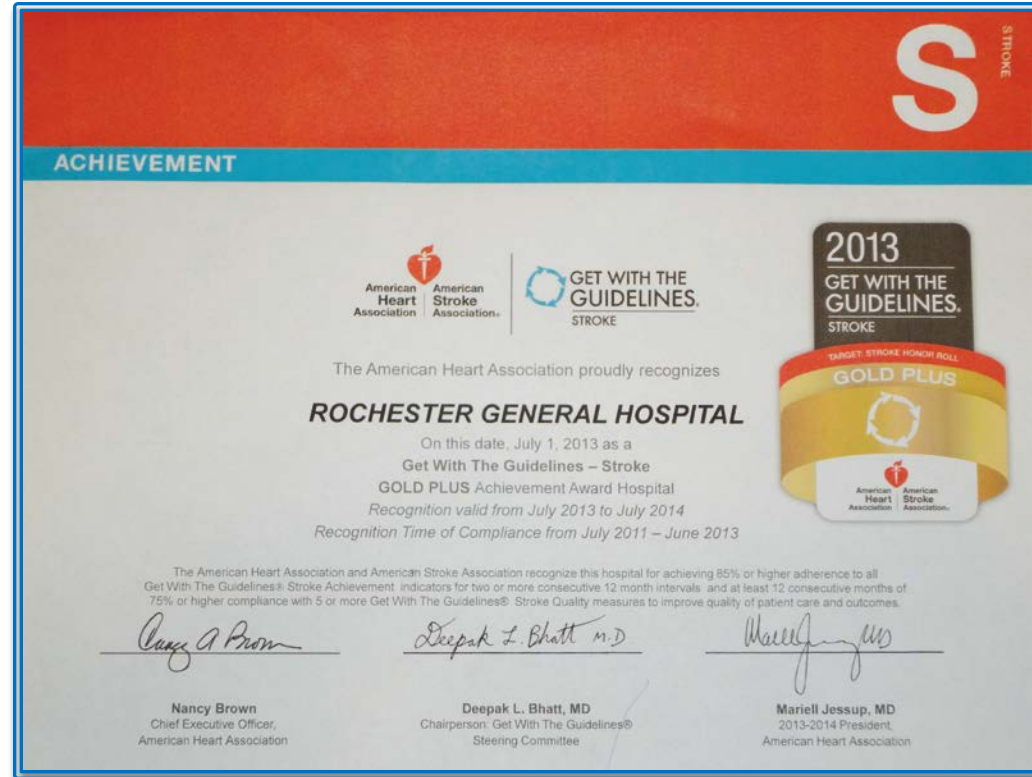 S
STROKE
ACHIEVEMENT
American Heart Association
American Stroke Association®
GET WITH THE
GUIDELINES®
STROKE
The American Heart Association proudly recognizes
ROCHESTER GENERAL HOSPITAL
On this date, July 1, 2013 as a
Get With The Guidelines – Stroke
GOLD PLUS Achievement Award Hospital
Recognition valid from July 2013 to July 2014
Recognition Time of Compliance from July 2011 – June 2013
The American Heart Association and American Stroke Association recognize this hospital for achieving 85% or higher adherence to all
Get With The Guidelines® Stroke Achievement indicators for two or more consecutive 12 month intervals and at least 12 consecutive months of
75% or higher compliance with 5 or more Get With The Guidelines® Stroke Quality measures to improve quality of patient care and outcomes.
2013
GET WITH THE
GUIDELINES®
STROKE
TARGET: STROKE HONOR ROLL
GOLD PLUS
American Heart Association
American Stroke Association®
Deepak L. Bhatt M.D
Nancy Brown
Chief Executive Officer,
American Heart Association
Deepak L. Bhatt, MD
Chairperson: Get With The Guidelines®
Steering Committee
Mariell Jessup, MD
2013-2014 President,
American Heart Association